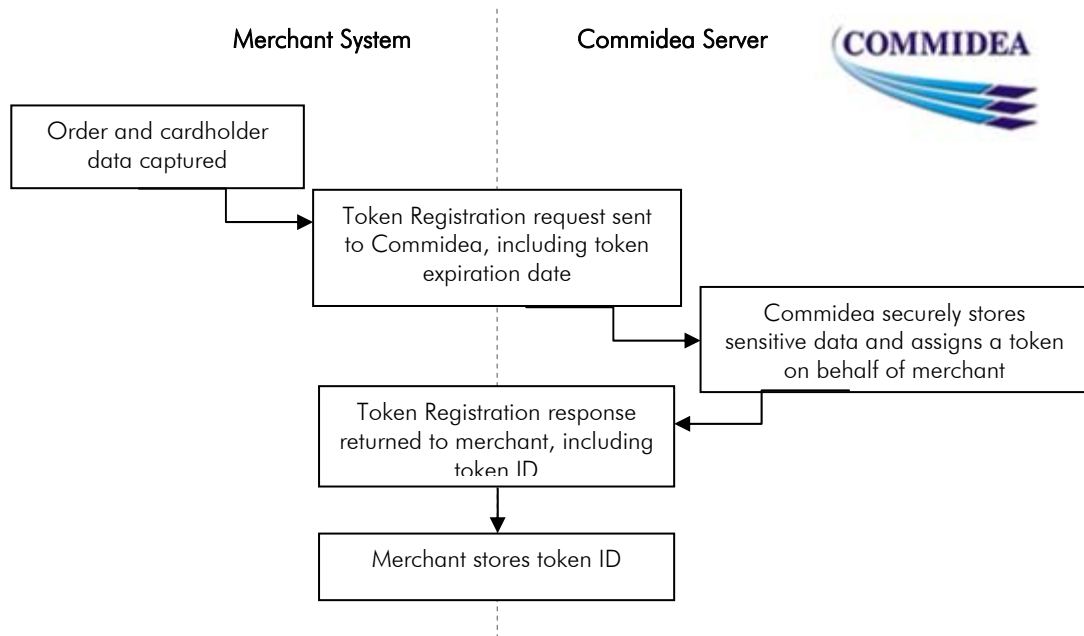 Merchant System
Commidea Server
COMMIDEA
Order and cardholder
data captured
Token Registration request sent
to Commidea, including token
expiration date
Commidea securely stores
sensitive data and assigns a token
on behalf of merchant
Token Registration response
returned to merchant, including
token ID
Merchant stores token ID